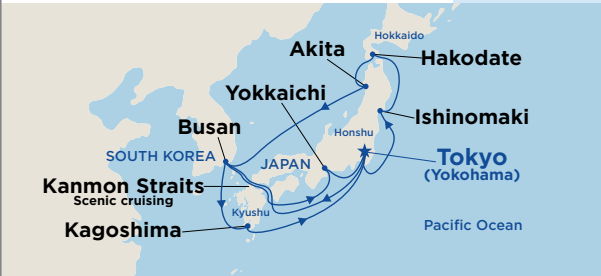 Hokkaido
Akita
Hakodate
Yokkaichi
Ishinomaki
Busan
Honshu
SOUTH KOREA
JAPAN
Tokyo
(Yokohama)
Kanmon Straits
Scenic cruising
Kyushu
Kagoshima
Pacific Ocean